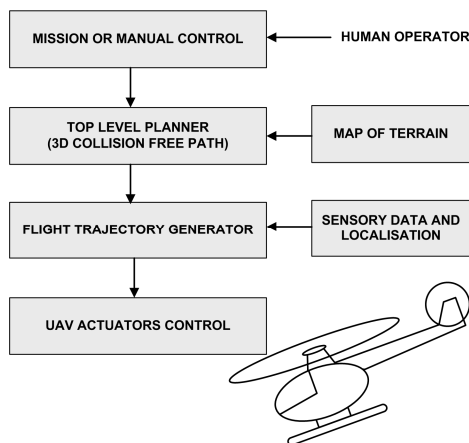 MISSION OR MANUAL CONTROL
HUMAN OPERATOR
TOP LEVEL PLANNER
(3D COLLISION FREE PATH)
MAP OF TERRAIN
FLIGHT TRAJECTORY GENERATOR
SENSORY DATA AND
LOCALISATION
UAV ACTUATORS CONTROL